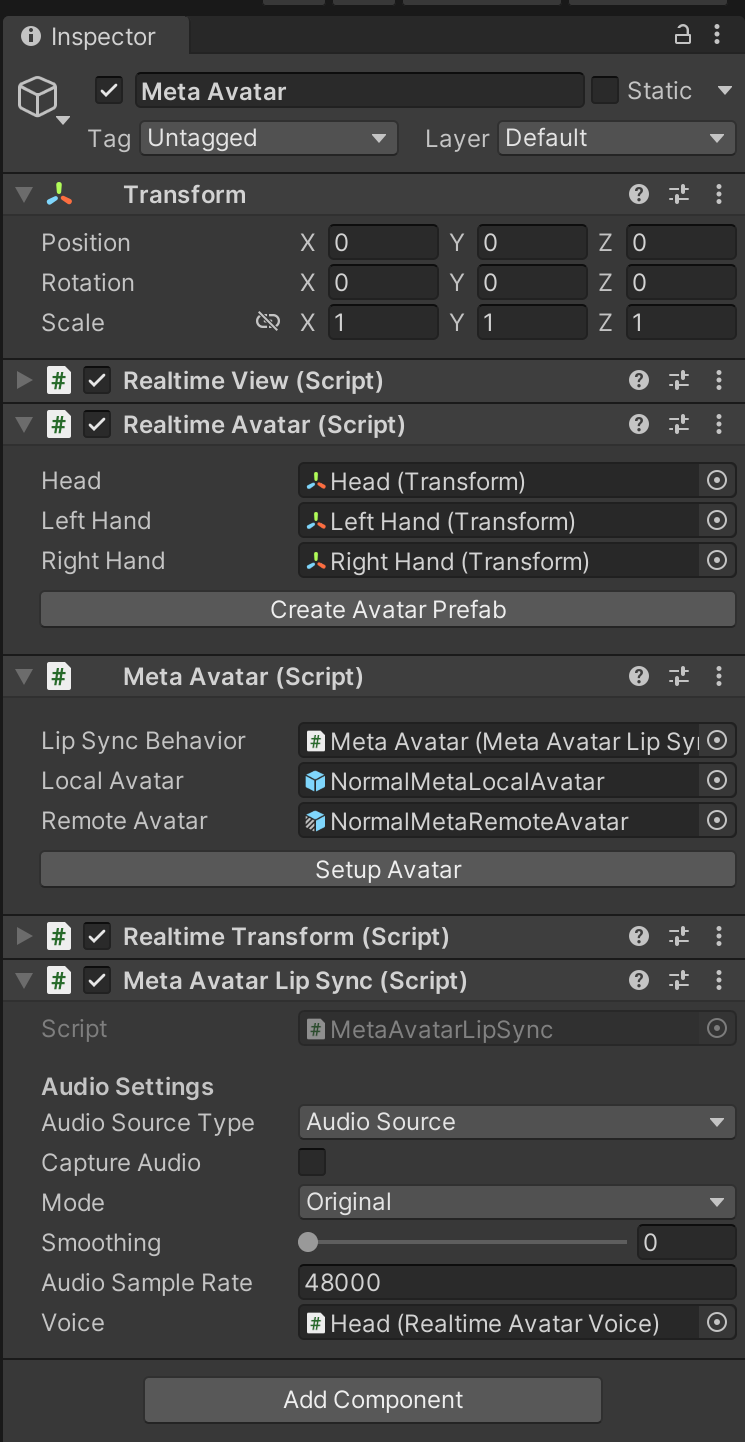 Inspector
Meta Avatar Static
Tag Untagged Layer Default
Transform
Position X 0 Y 0 Z 0
Rotation X 0 Y 0 Z 0
Scale X 1 Y 1 Z 1
# Realtime View (Script)
# Realtime Avatar (Script)
Head Head (Transform)
Left Hand Left Hand (Transform)
Right Hand Right Hand (Transform)
Create Avatar Prefab
# Meta Avatar (Script)
Lip Sync Behavior # Meta Avatar (Meta Avatar Lip Sy
Local Avatar NormalMetaLocalAvatar
Remote Avatar NormalMetaRemoteAvatar
Setup Avatar
# Realtime Transform (Script)
# Meta Avatar Lip Sync (Script)
Script # MetaAvatarLipSync
Audio Settings
Audio Source Type Audio Source
Capture Audio
Mode Original
Smoothing 0
Audio Sample Rate 48000
Voice # Head (Realtime Avatar Voice)
Add Component